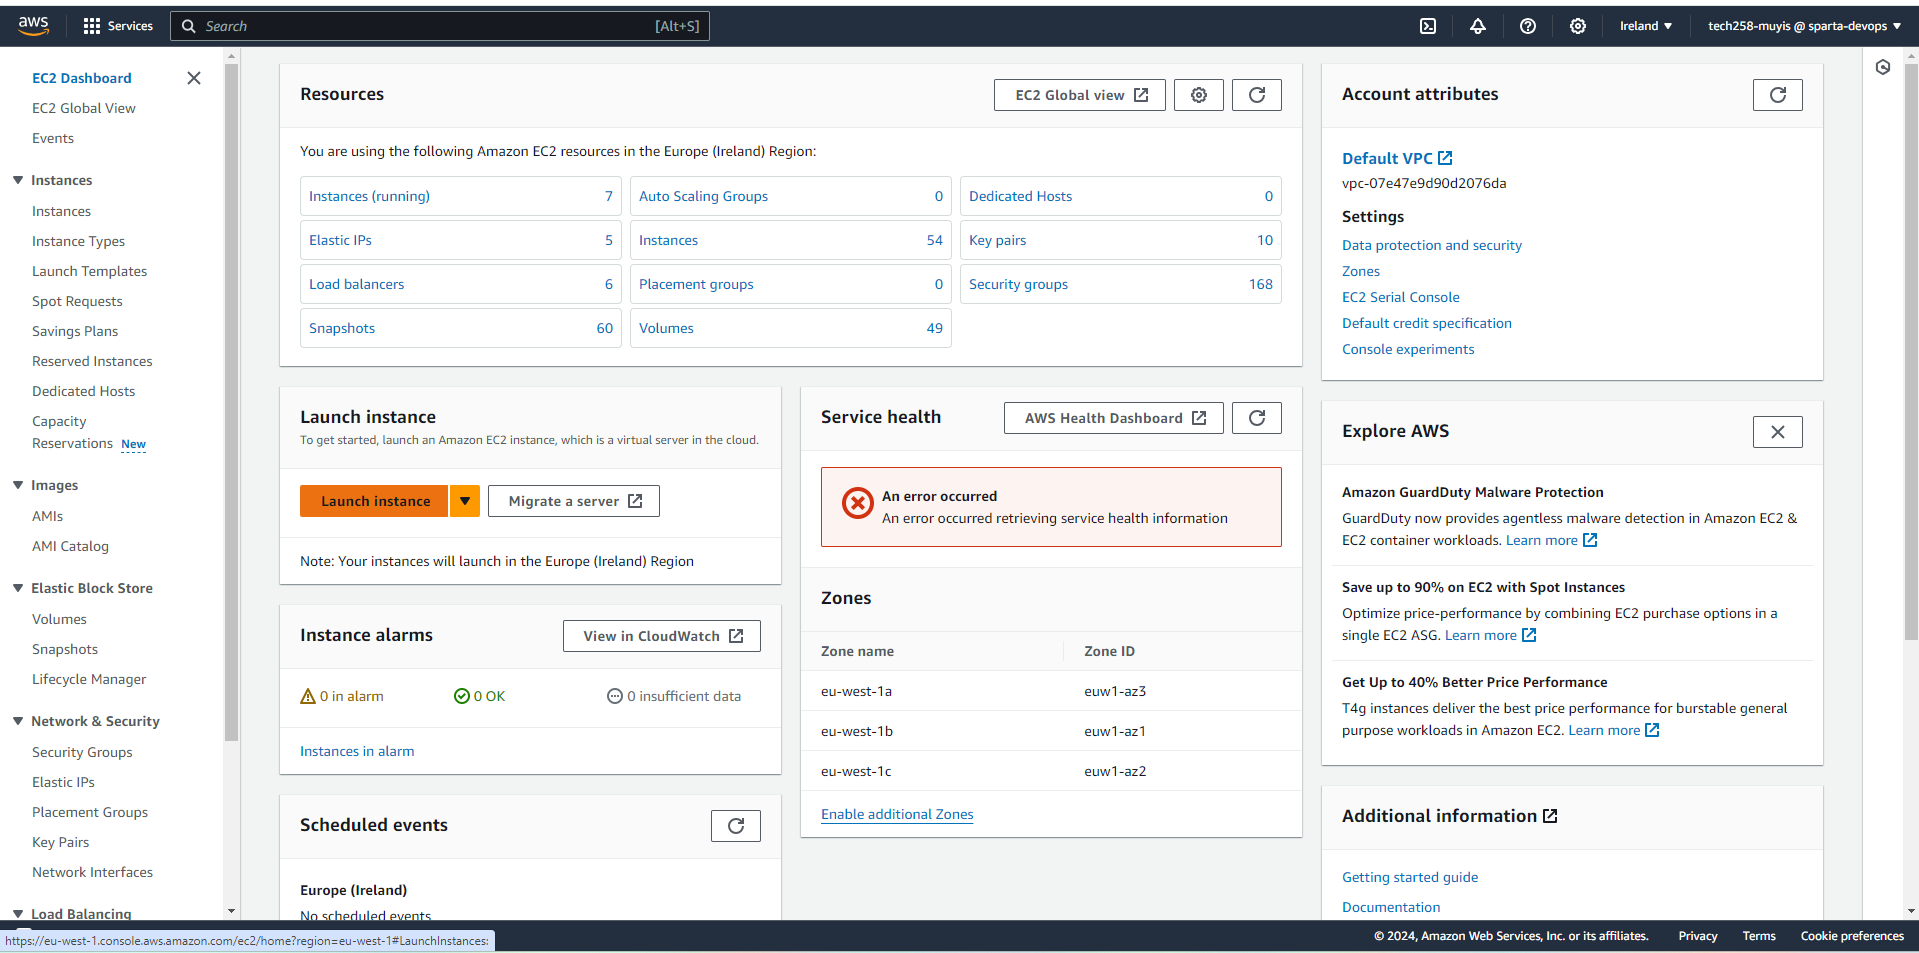 aws
Services
Search
[Alt+S]
Ireland ▼
tech258-muyis @ sparta-devops ▼
EC2 Dashboard
EC2 Global View
Events
Instances
Instances
Instance Types
Launch Templates
Spot Requests
Savings Plans
Reserved Instances
Dedicated Hosts
Capacity
Reservations New
Images
AMIs
AMI Catalog
Elastic Block Store
Volumes
Snapshots
Lifecycle Manager
Network & Security
Security Groups
Elastic IPs
Placement Groups
Key Pairs
Network Interfaces
Load Balancing
Resources
EC2 Global view
You are using the following Amazon EC2 resources in the Europe (Ireland) Region:
Instances (running) 7
Auto Scaling Groups 0
Dedicated Hosts 0
Elastic IPs 5
Instances 54
Key pairs 10
Load balancers 6
Placement groups 0
Security groups 168
Snapshots 60
Volumes 49
Launch instance
To get started, launch an Amazon EC2 instance, which is a virtual server in the cloud.
Launch instance
Migrate a server
Note: Your instances will launch in the Europe (Ireland) Region
Instance alarms
View in CloudWatch
0 in alarm
0 OK
0 insufficient data
Instances in alarm
Scheduled events
Europe (Ireland)
No scheduled events
Service health
AWS Health Dashboard
An error occurred
An error occurred retrieving service health information
Zones
Zone name Zone ID
eu-west-1a euw1-az3
eu-west-1b euw1-az1
eu-west-1c euw1-az2
Enable additional Zones
Account attributes
Default VPC
vpc-07e47e9d90d2076da
Settings
Data protection and security
Zones
EC2 Serial Console
Default credit specification
Console experiments
Explore AWS
Amazon GuardDuty Malware Protection
GuardDuty now provides agentless malware detection in Amazon EC2 &
EC2 container workloads. Learn more
Save up to 90% on EC2 with Spot Instances
Optimize price-performance by combining EC2 purchase options in a
single EC2 ASG. Learn more
Get Up to 40% Better Price Performance
T4g instances deliver the best price performance for burstable general
purpose workloads in Amazon EC2. Learn more
Additional information
Getting started guide
Documentation
https://eu-west-1.console.aws.amazon.com/ec2/home?region=eu-west-1#LaunchInstances:
© 2024, Amazon Web Services, Inc. or its affiliates.
Privacy
Terms
Cookie preferences